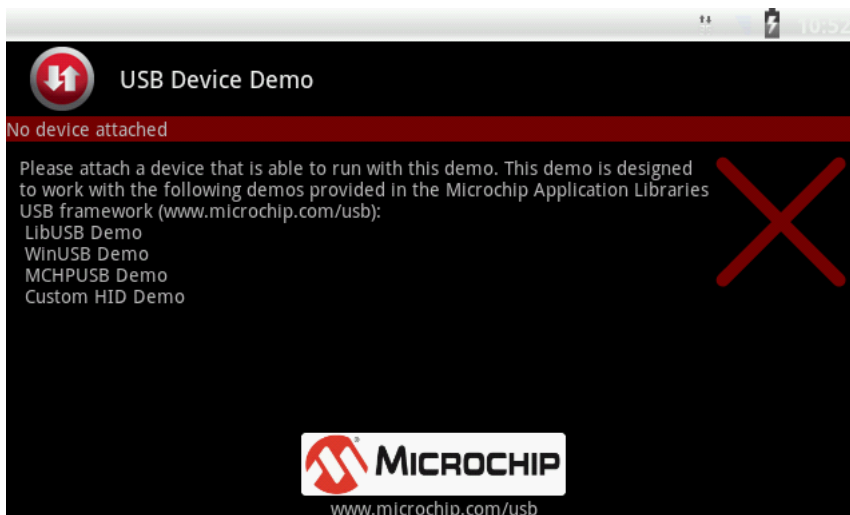 10:52
USB Device Demo
No device attached
Please attach a device that is able to run with this demo. This demo is designed
to work with the following demos provided in the Microchip Application Libraries
USB framework (www.microchip.com/usb):
LibUSB Demo
WinUSB Demo
MCHPUSB Demo
Custom HID Demo
MICROCHIP
www.microchip.com/usb